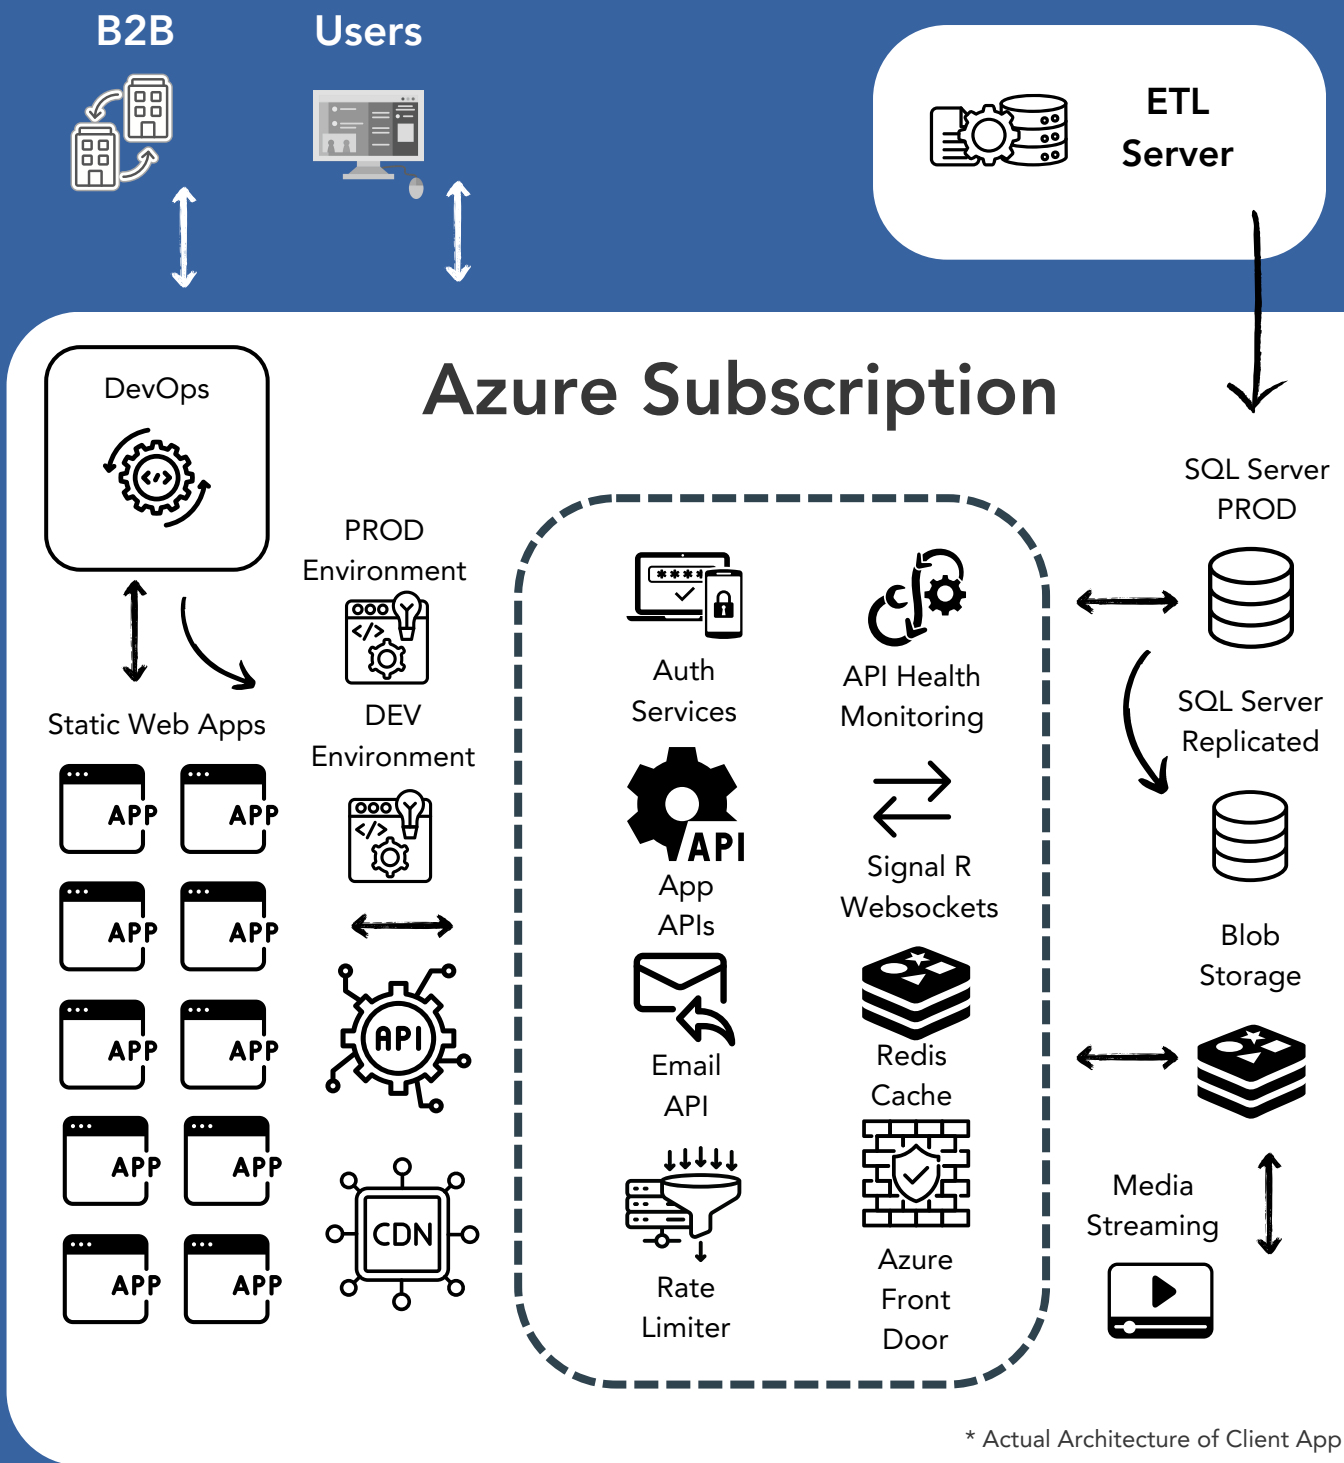 B2B
Users
ETL
Server
Azure Subscription
DevOps
</>
Static Web Apps
APP
APP
APP
APP
APP
APP
APP
APP
APP
APP
PROD
Environment
</>
DEV
Environment
</>
API
CDN
****
Auth
Services
API
App
APIs
Email
API
Rate
Limiter
API Health
Monitoring
Signal R
Websockets
Redis
Cache
Azure
Front
Door
SQL Server
PROD
SQL Server
Replicated
Blob
Storage
Media
Streaming
* Actual Architecture of Client App